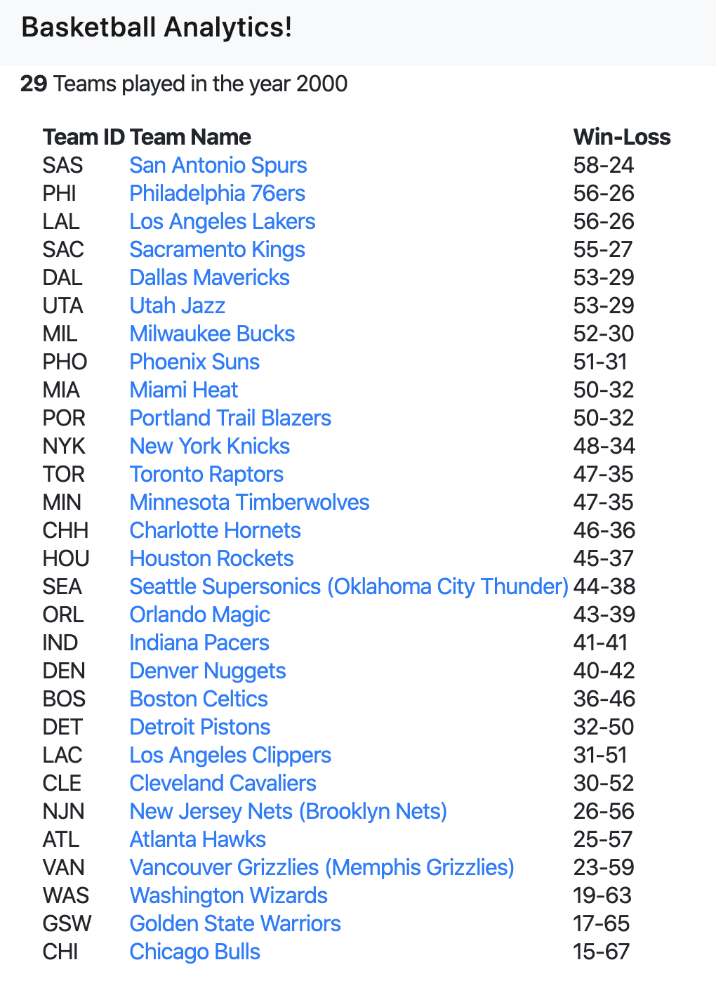 Basketball Analytics!
29 Teams played in the year 2000
Team ID Team Name Win-Loss
SAS San Antonio Spurs 58-24
PHI Philadelphia 76ers 56-26
LAL Los Angeles Lakers 56-26
SAC Sacramento Kings 55-27
DAL Dallas Mavericks 53-29
UTA Utah Jazz 53-29
MIL Milwaukee Bucks 52-30
PHO Phoenix Suns 51-31
MIA Miami Heat 50-32
POR Portland Trail Blazers 50-32
NYK New York Knicks 48-34
TOR Toronto Raptors 47-35
MIN Minnesota Timberwolves 47-35
CHH Charlotte Hornets 46-36
HOU Houston Rockets 45-37
SEA Seattle Supersonics (Oklahoma City Thunder) 44-38
ORL Orlando Magic 43-39
IND Indiana Pacers 41-41
DEN Denver Nuggets 40-42
BOS Boston Celtics 36-46
DET Detroit Pistons 32-50
LAC Los Angeles Clippers 31-51
CLE Cleveland Cavaliers 30-52
NJN New Jersey Nets (Brooklyn Nets) 26-56
ATL Atlanta Hawks 25-57
VAN Vancouver Grizzlies (Memphis Grizzlies) 23-59
WAS Washington Wizards 19-63
GSW Golden State Warriors 17-65
CHI Chicago Bulls 15-67